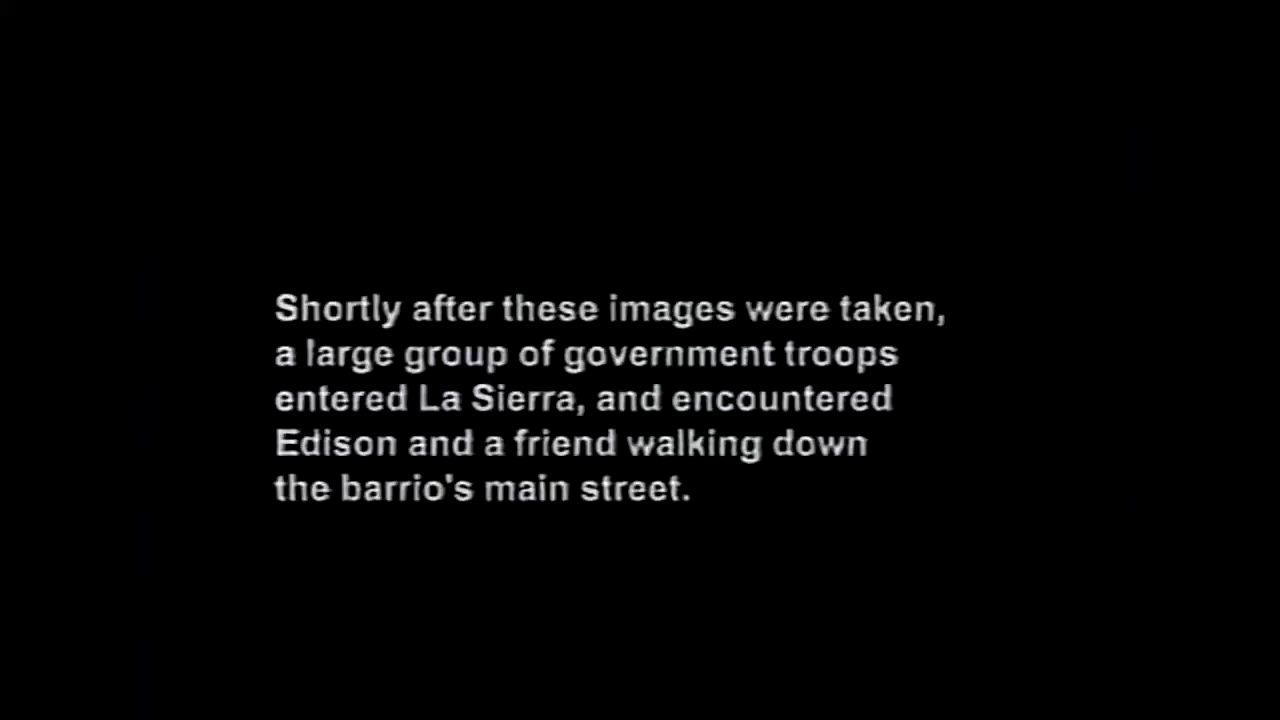 Shortly after these images were taken,
a large group of government troops
entered La Sierra, and encountered
Edison and a friend walking down
the barrio's main street.